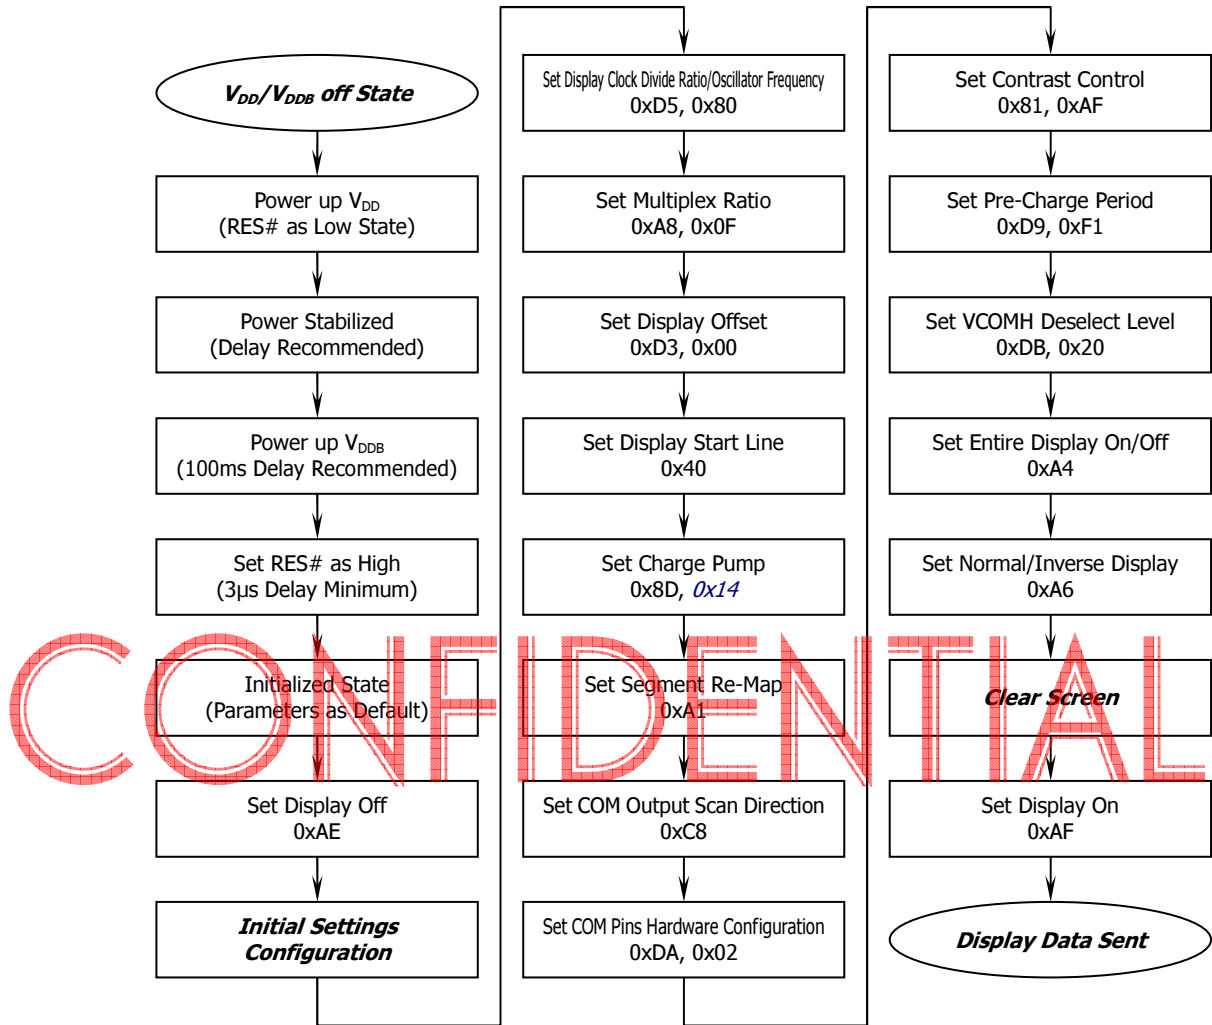 V_DD/V_DDB off State
Power up V_DD
(RES# as Low State)
Power Stabilized
(Delay Recommended)
Power up V_DDB
(100ms Delay Recommended)
Set RES# as High
(3μs Delay Minimum)
Initialized State
(Parameters as Default)
Set Display Off
0xAE
Initial Settings
Configuration
Set Display Clock Divide Ratio/Oscillator Frequency
0xD5, 0x80
Set Multiplex Ratio
0xA8, 0x0F
Set Display Offset
0xD3, 0x00
Set Display Start Line
0x40
Set Charge Pump
0x8D, 0x14
Set Segment Re-Map
0xA1
Set COM Output Scan Direction
0xC8
Set COM Pins Hardware Configuration
0xDA, 0x02
Set Contrast Control
0x81, 0xAF
Set Pre-Charge Period
0xD9, 0xF1
Set VCOMH Deselect Level
0xDB, 0x20
Set Entire Display On/Off
0xA4
Set Normal/Inverse Display
0xA6
Clear Screen
Set Display On
0xAF
Display Data Sent
CONFIDENTIAL